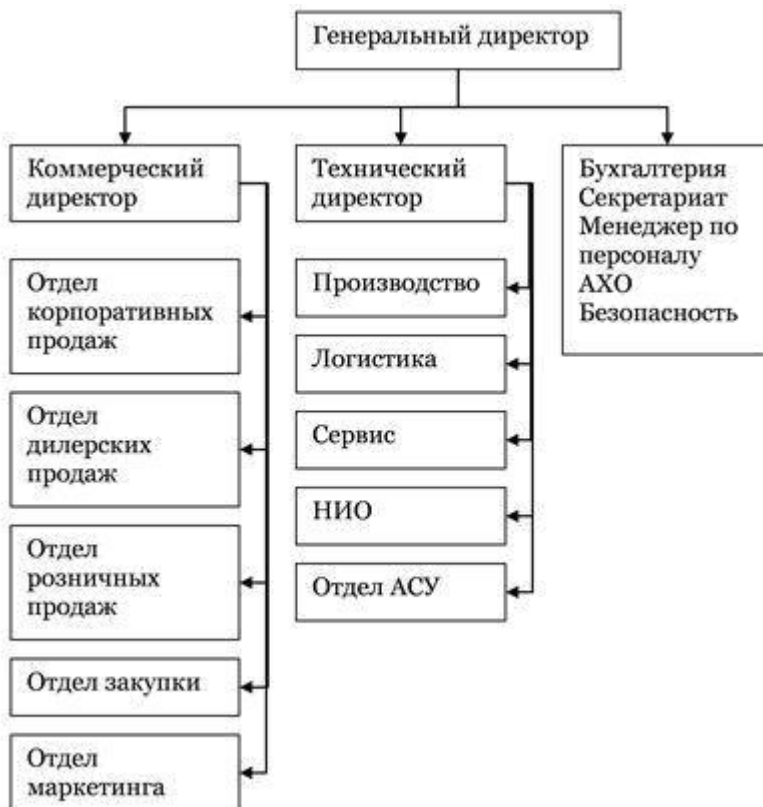 Генеральный директор
Коммерческий
директор
Отдел
корпоративных
продаж
Отдел
дилерских
продаж
Отдел
розничных
продаж
Отдел закупки
Отдел
маркетинга
Технический
директор
Производство
Логистика
Сервис
НИО
Отдел АСУ
Бухгалтерия
Секретариат
Менеджер по
персоналу
АХО
Безопасность